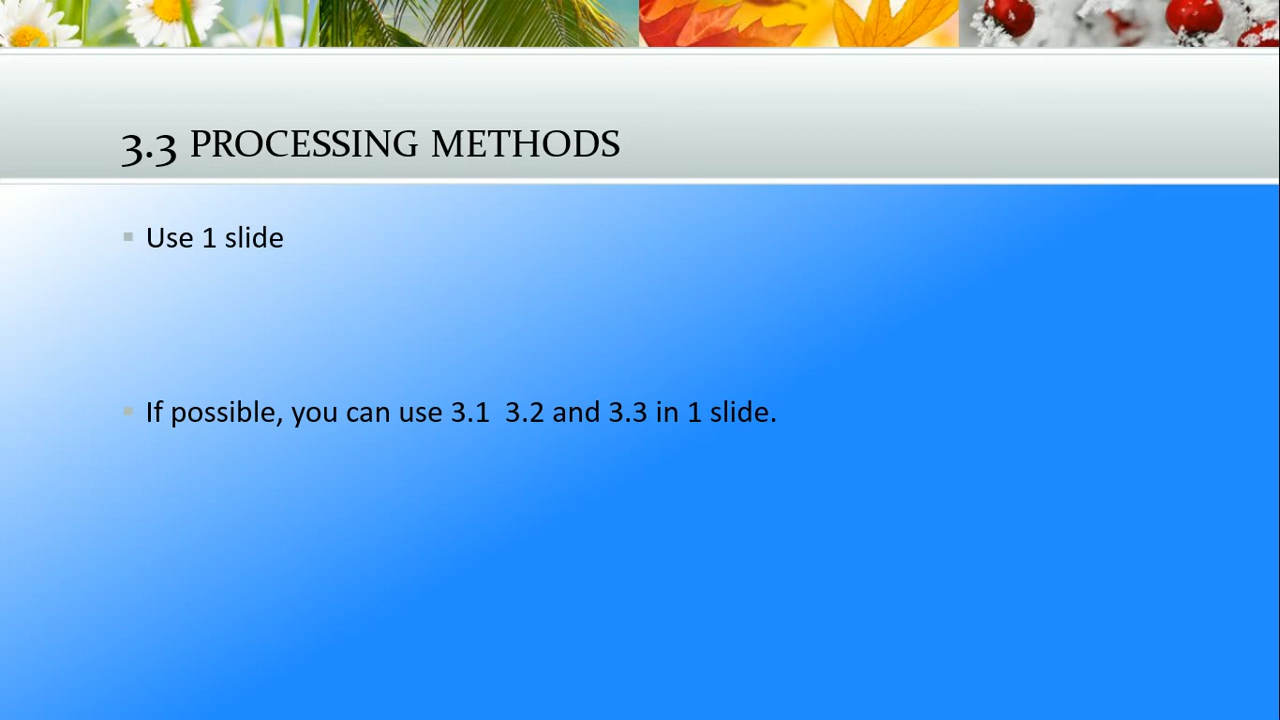 3.3 PROCESSING METHODS
Use 1 slide
If possible, you can use 3.1  3.2 and 3.3 in 1 slide.